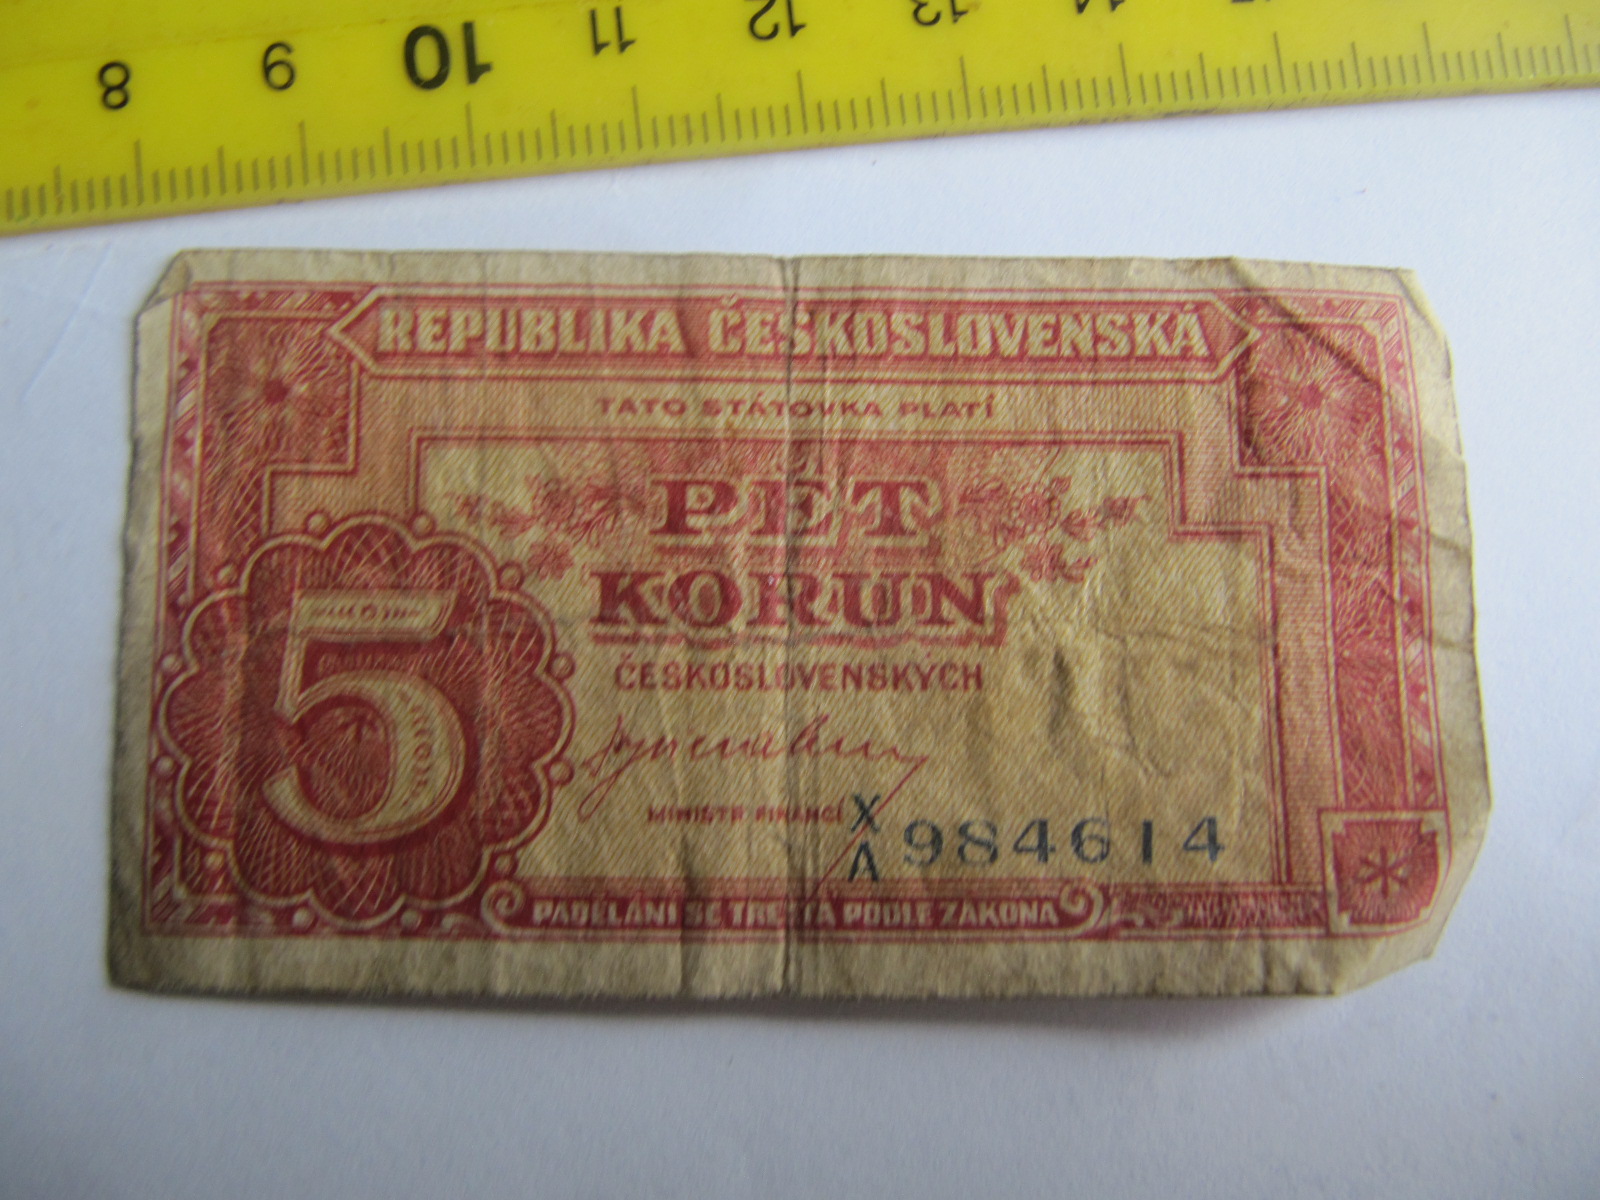 8 9 10 11 12 13 14
REPUBLIKA ČESKOSLOVENSKÁ
TATO STÁTOVKA PLATÍ
PĚT
KORUN
ČESKOSLOVENSKÝCH
5
MINISTR FINANCÍ
X
A 984614
PADĚLÁNÍ SE TRESTÁ PODLE ZÁKONA